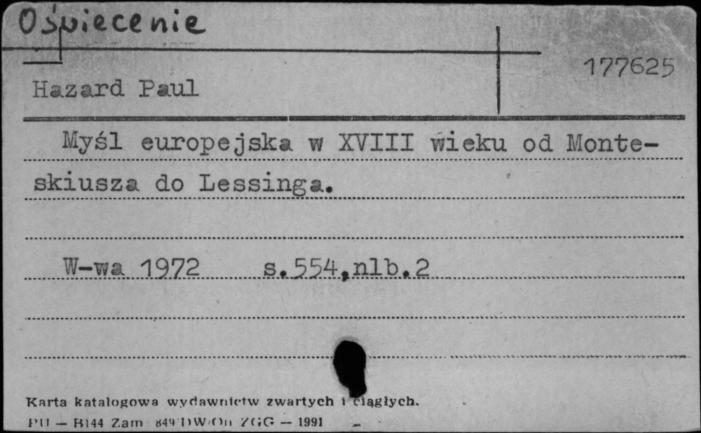 Oświecenie
177625
Hazard Paul
Myśl europejska w XVIII wieku od Monte-
skiusza do Lessinga.
W-wa 1972 s.554,nlb.2
Karta katalogowa wydawnictw zwartych i ciągłych.
PU — B144 Zam 849 DW/On ZGG — 1991